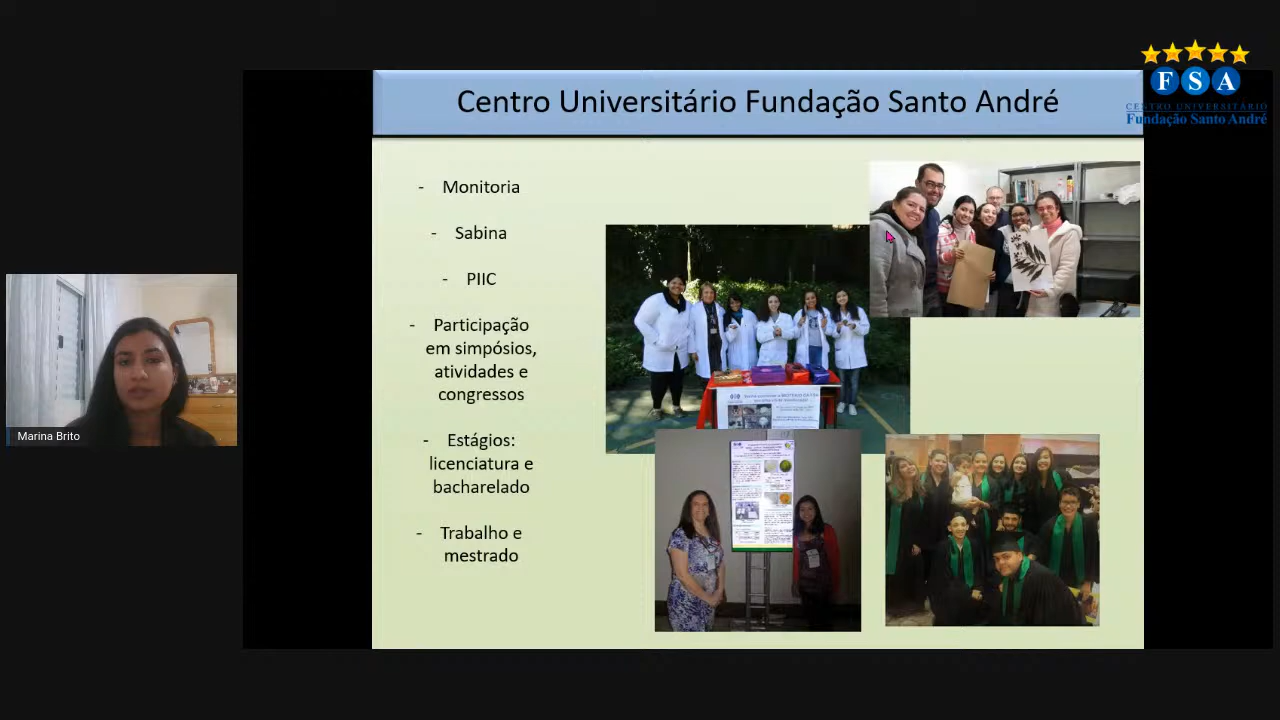 Centro Universitário Fundação Santo André
F S A
CENTRO UNIVERSITÁRIO
Fundação Santo André
- Monitoria
- Sabina
- PIIC
- Participação
em simpósios,
atividades e
congressos
- Estágios:
licenciatura e
bacharelado
- Trabalho e
mestrado
Marina Brito